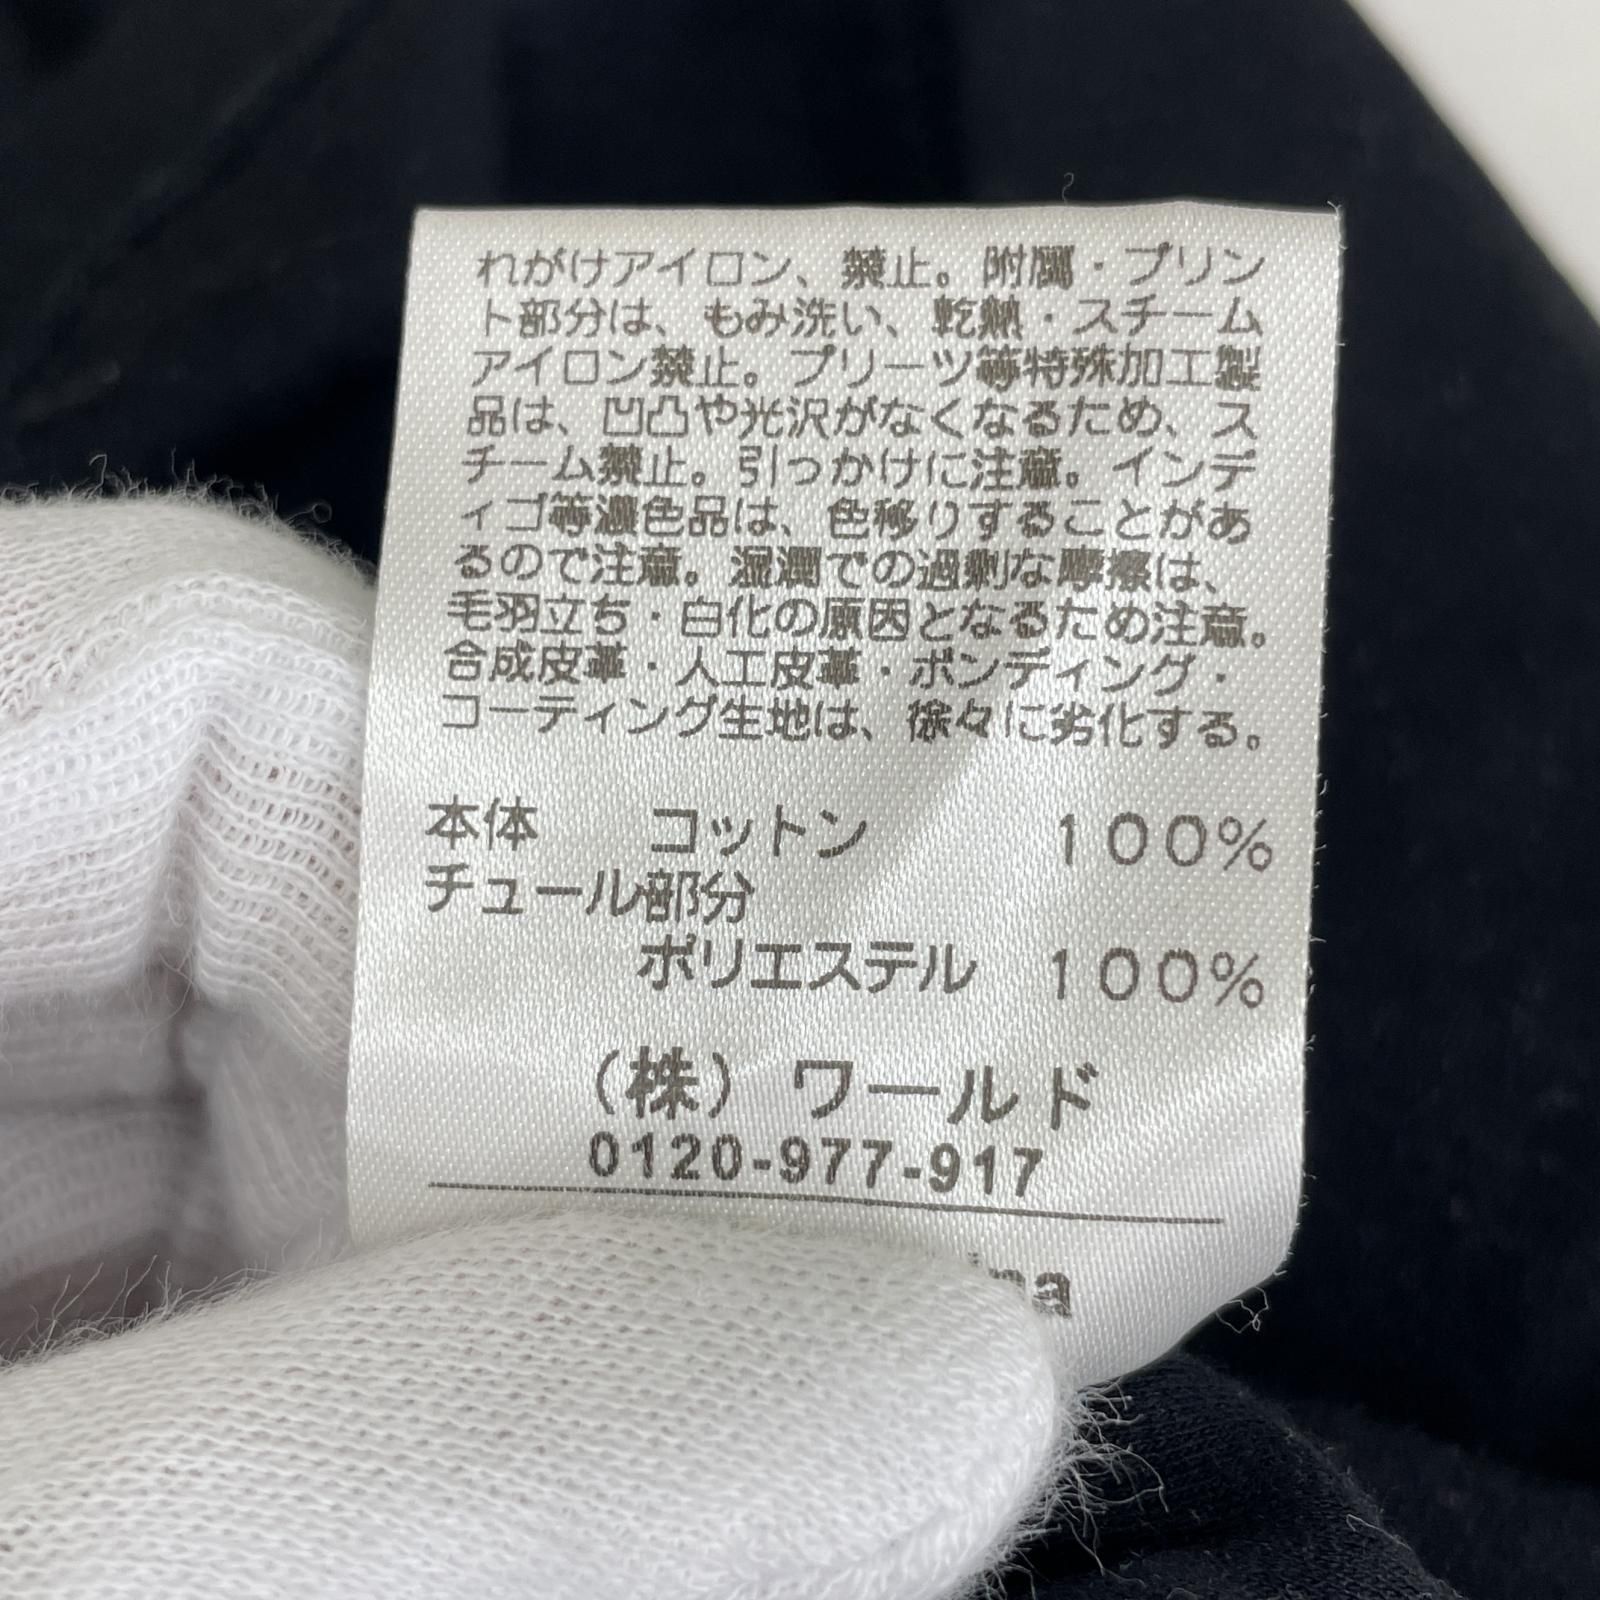 れがけアイロン、禁止。附属・プリン
ト部分は、もみ洗い、乾熱・スチーム
アイロン禁止。プリーツ等特殊加工製
品は、凹凸や光沢がなくなるため、ス
チーム禁止。引っかけに注意。インデ
ィゴ等濃色品は、色移りすることがあ
るので注意。湿潤での過剰な摩擦は、
毛羽立ち・白化の原因となるため注意。
合成皮革・人工皮革・ボンディング・
コーティング生地は、徐々に劣化する。
本体 コットン 100%
チュール部分
ポリエステル 100%
(株) ワールド
0120-977-917